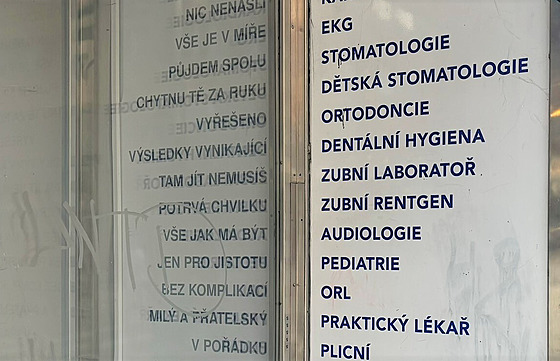 NIC NENAŠLI
VŠE JE V MÍŘE
PŮJDEM SPOLU
CHYTNU TĚ ZA RUKU
VYŘEŠENO
VÝSLEDKY VYNIKAJÍCÍ
TAM JÍT NEMUSÍŠ
POTRVÁ CHVILKU
VŠE JAK MÁ BÝT
JEN PRO JISTOTU
BEZ KOMPLIKACÍ
MILÝ A PŘÁTELSKÝ
V POŘÁDKU
EKG
STOMATOLOGIE
DĚTSKÁ STOMATOLOGIE
ORTODONCIE
DENTÁLNÍ HYGIENA
ZUBNÍ LABORATOŘ
ZUBNÍ RENTGEN
AUDIOLOGIE
PEDIATRIE
ORL
PRAKTICKÝ LÉKAŘ
PLICNÍ